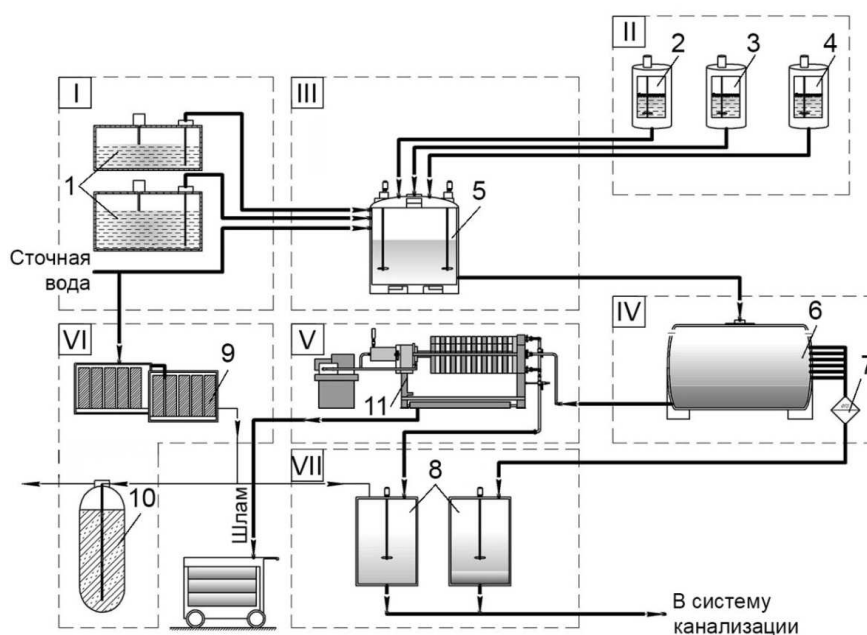 II
2
3
4
I
III
1
5
Сточная
вода
IV
6
7
VI
V
9
11
VII
8
10
Шлам
В систему
канализации